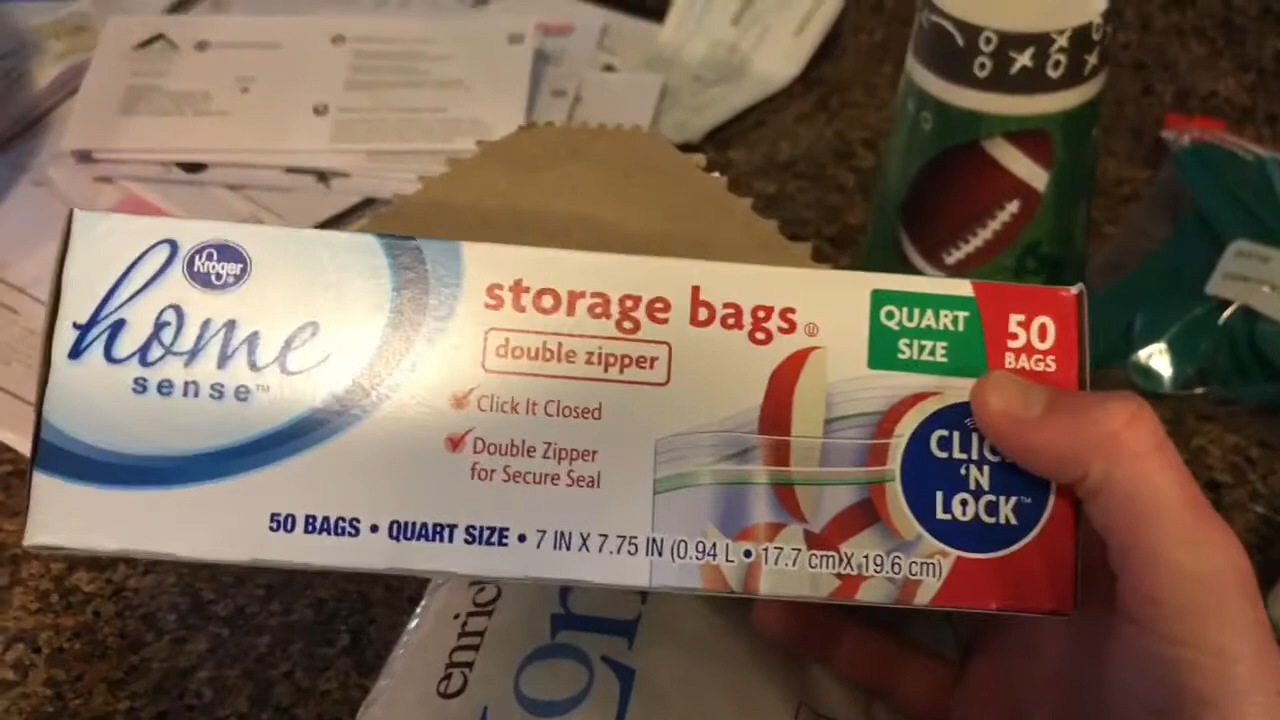 Kroger
home
sense™
storage bags
double zipper
Click It Closed
Double Zipper
for Secure Seal
QUART
SIZE
50
BAGS
'N
LOCK™
50 BAGS • QUART SIZE • 7 IN X 7.75 IN (0.94 L • 17.7 cm X 19.6 cm)
enric